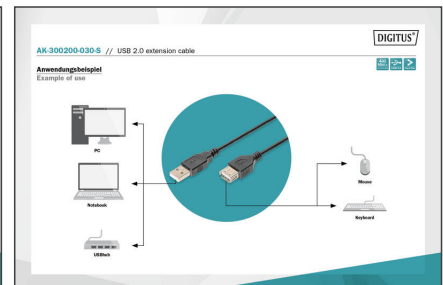 DIGITUS®
AK-300200-030-S // USB 2.0 extension cable
Anwendungsbeispiel
Example of use
PC
Notebook
USBhub
Mouse
Keyboard